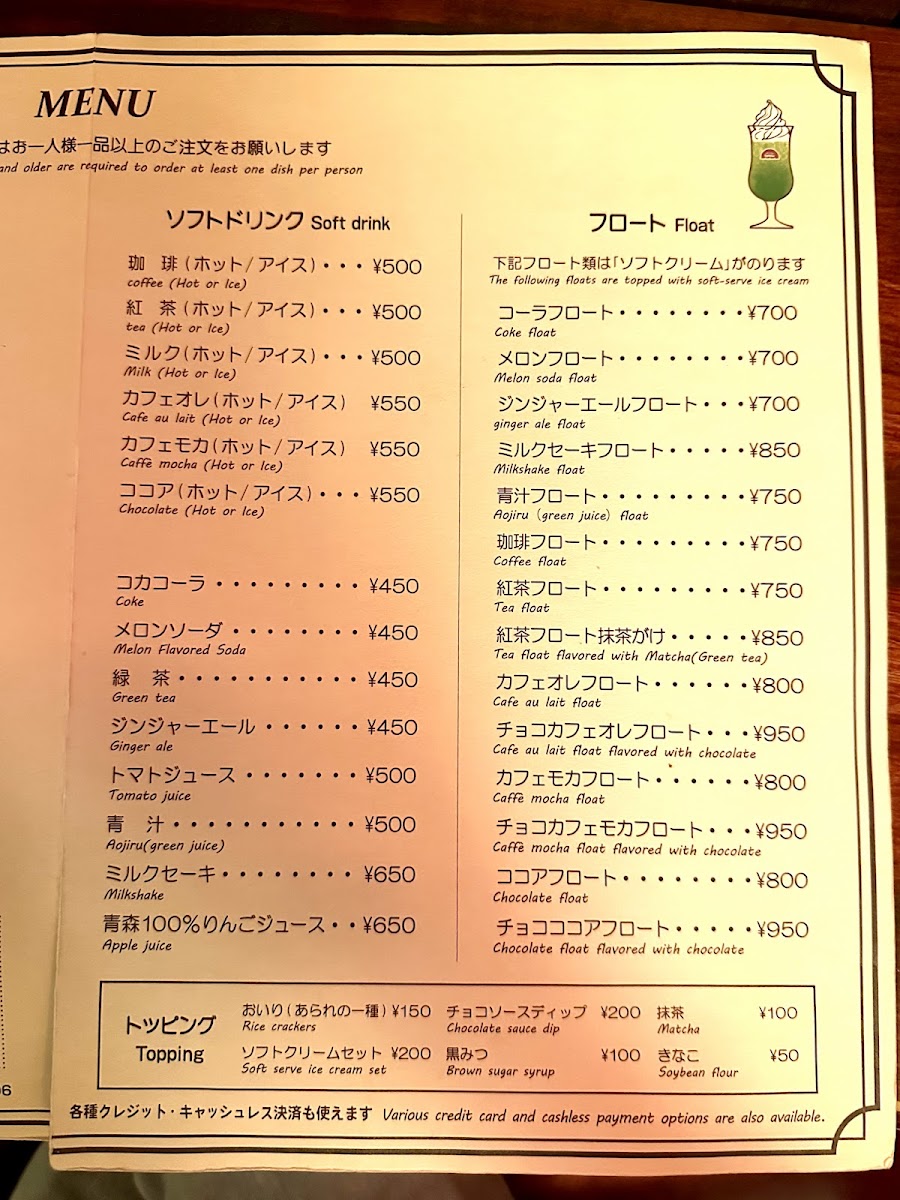 MENU
はお一人様一品以上のご注文をお願いします
and older are required to order at least one dish per person
ソフトドリンク Soft drink
珈 琲(ホット/アイス)・・・¥500
coffee (Hot or Ice)
紅 茶(ホット/アイス)・・・¥500
tea (Hot or Ice)
ミルク(ホット/アイス)・・・¥500
Milk (Hot or Ice)
カフェオレ(ホット/アイス) ¥550
Cafe au lait (Hot or Ice)
カフェモカ(ホット/アイス) ¥550
Caffè mocha (Hot or Ice)
ココア(ホット/アイス)・・・¥550
Chocolate (Hot or Ice)
コカコーラ・・・・・・・・・¥450
Coke
メロンソーダ・・・・・・・・¥450
Melon Flavored Soda
緑 茶・・・・・・・・・・・¥450
Green tea
ジンジャーエール・・・・・・¥450
Ginger ale
トマトジュース・・・・・・・¥500
Tomato juice
青 汁・・・・・・・・・・・¥500
Aojiru(green juice)
ミルクセーキ・・・・・・・・¥650
Milkshake
青森100%りんごジュース・・¥650
Apple juice
フロート Float
下記フロート類は「ソフトクリーム」がのります
The following floats are topped with soft-serve ice cream
コーラフロート・・・・・・・・¥700
Coke float
メロンフロート・・・・・・・・¥700
Melon soda float
ジンジャーエールフロート・・・¥700
ginger ale float
ミルクセーキフロート・・・・・¥850
Milkshake float
青汁フロート・・・・・・・・・¥750
Aojiru (green juice) float
珈琲フロート・・・・・・・・・¥750
Coffee float
紅茶フロート・・・・・・・・・¥750
Tea float
紅茶フロート抹茶がけ・・・・・¥850
Tea float flavored with Matcha(Green tea)
カフェオレフロート・・・・・・¥800
Cafe au lait float
チョコカフェオレフロート・・・¥950
Cafe au lait float flavored with chocolate
カフェモカフロート・・・・・・¥800
Caffè mocha float
チョコカフェモカフロート・・・¥950
Caffè mocha float flavored with chocolate
ココアフロート・・・・・・・・¥800
Chocolate float
チョコココアフロート・・・・・¥950
Chocolate float flavored with chocolate
トッピング
Topping
おいり(あられの一種) ¥150 チョコソースディップ ¥200 抹茶 ¥100
Rice crackers Chocolate sauce dip Matcha
ソフトクリームセット ¥200 黒みつ ¥100 きなこ ¥50
Soft serve ice cream set Brown sugar syrup Soybean flour
各種クレジット・キャッシュレス決済も使えます Various credit card and cashless payment options are also available.